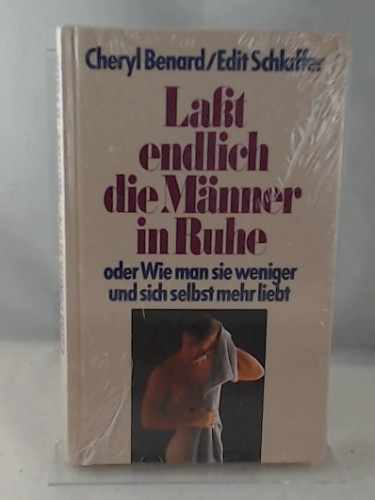 Cheryl Benard/Edit Schlaffer
Laßt
endlich
die Männer
in Ruhe
oder Wie man sie weniger
und sich selbst mehr liebt